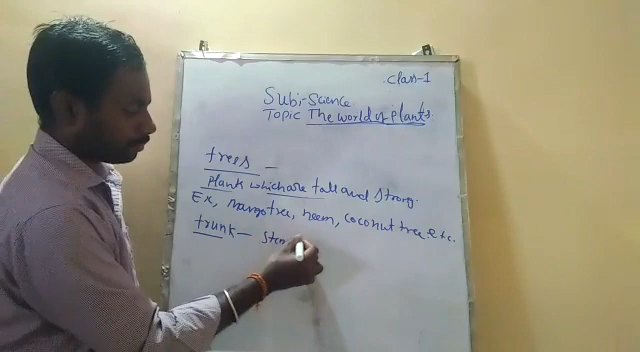 Class-1
Sub:-Science
Topic The world of plants.
trees -
Plants which are tall and strong.
Ex, mango tree, neem, coconut tree. etc.
trunk - Stem